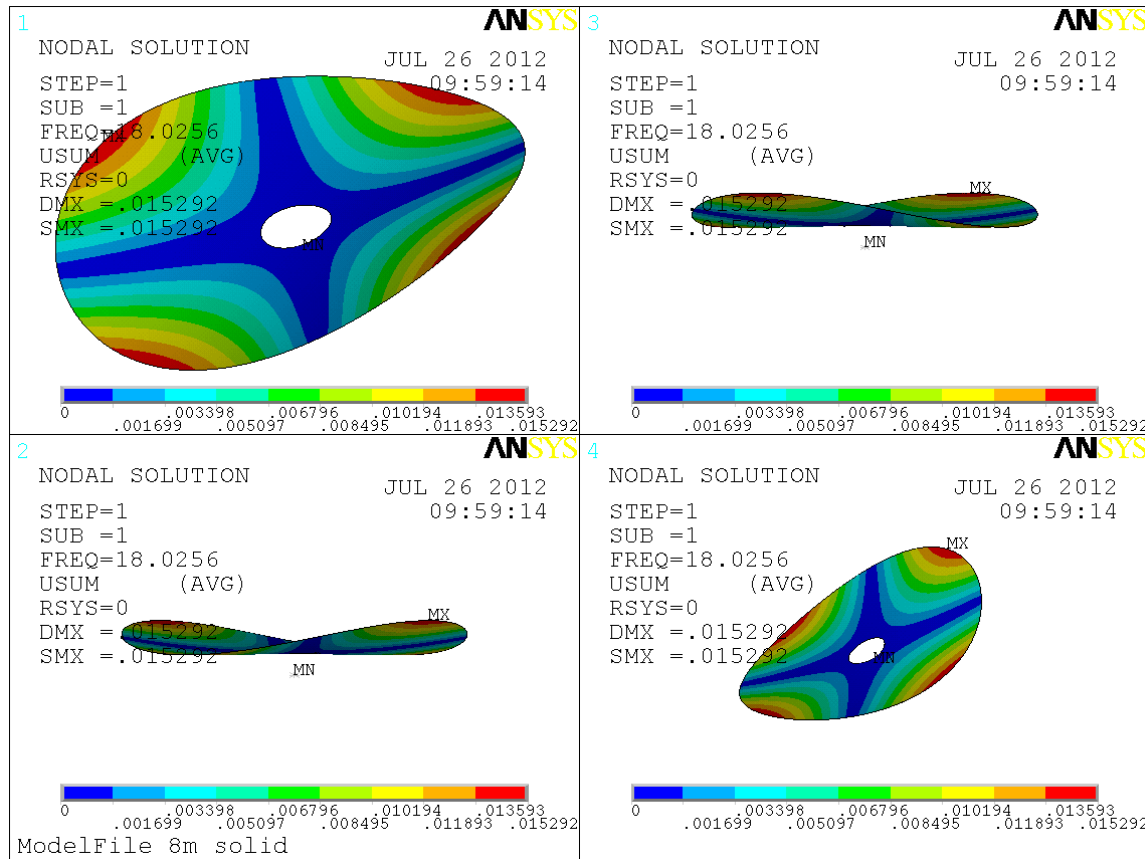 1
ANSYS
NODAL SOLUTION
JUL 26 2012
09:59:14
STEP=1
SUB =1
FREQ=18.0256
USUM (AVG)
RSYS=0
DMX =.015292
SMX =.015292
MX
MN
0 .003398 .006796 .010194 .013593
.001699 .005097 .008495 .011893 .015292
3
ANSYS
NODAL SOLUTION
JUL 26 2012
09:59:14
STEP=1
SUB =1
FREQ=18.0256
USUM (AVG)
RSYS=0
DMX =.015292
SMX =.015292
MX
MN
0 .003398 .006796 .010194 .013593
.001699 .005097 .008495 .011893 .015292
2
ANSYS
NODAL SOLUTION
JUL 26 2012
09:59:14
STEP=1
SUB =1
FREQ=18.0256
USUM (AVG)
RSYS=0
DMX =.015292
SMX =.015292
MX
MN
0 .003398 .006796 .010194 .013593
.001699 .005097 .008495 .011893 .015292
ModelFile 8m solid
4
ANSYS
NODAL SOLUTION
JUL 26 2012
09:59:14
STEP=1
SUB =1
FREQ=18.0256
USUM (AVG)
RSYS=0
DMX =.015292
SMX =.015292
MX
MN
0 .003398 .006796 .010194 .013593
.001699 .005097 .008495 .011893 .015292